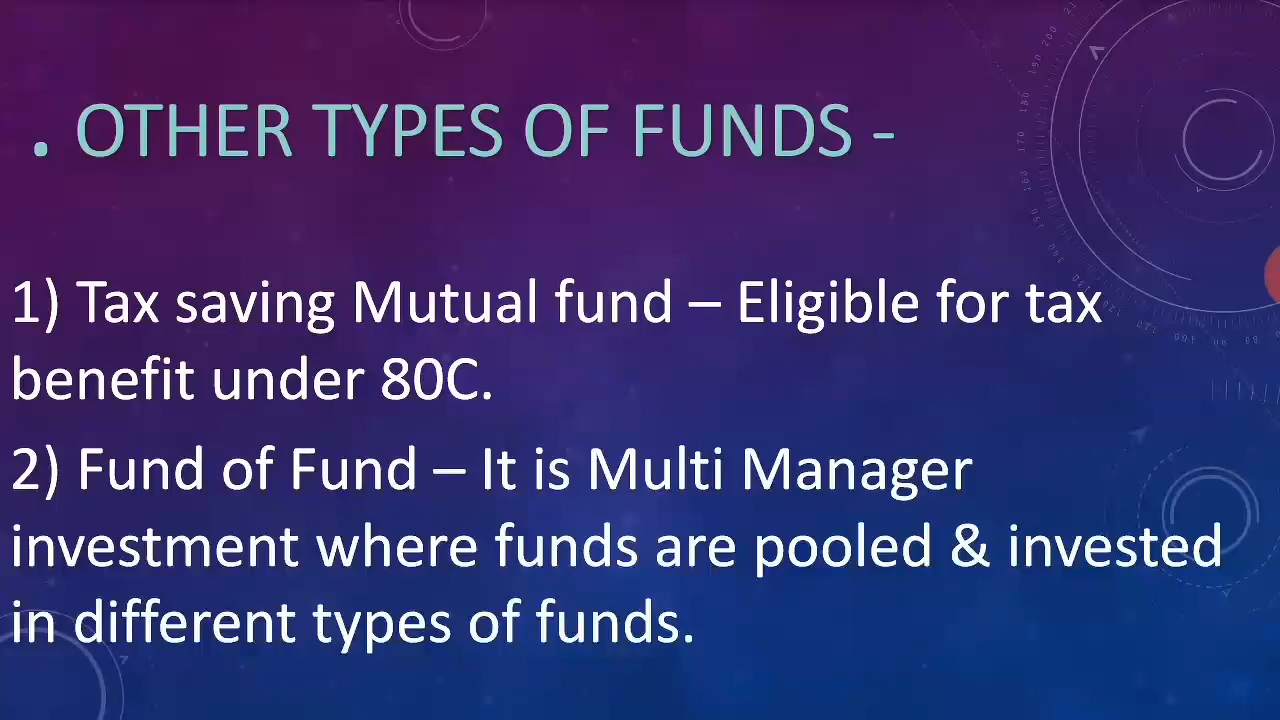 . OTHER TYPES OF FUNDS -
1) Tax saving Mutual fund – Eligible for tax
benefit under 80C.
2) Fund of Fund – It is Multi Manager
investment where funds are pooled & invested
in different types of funds.